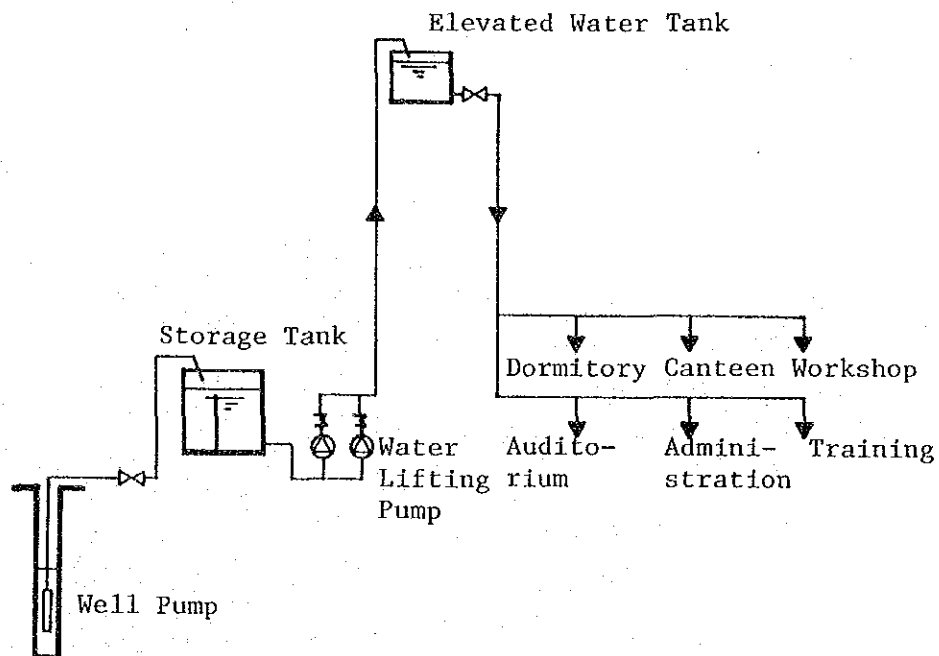 Elevated Water Tank
Storage Tank
Dormitory Canteen Workshop
Water
Lifting
Pump
Audito-
rium
Admini-
stration
Training
Well Pump